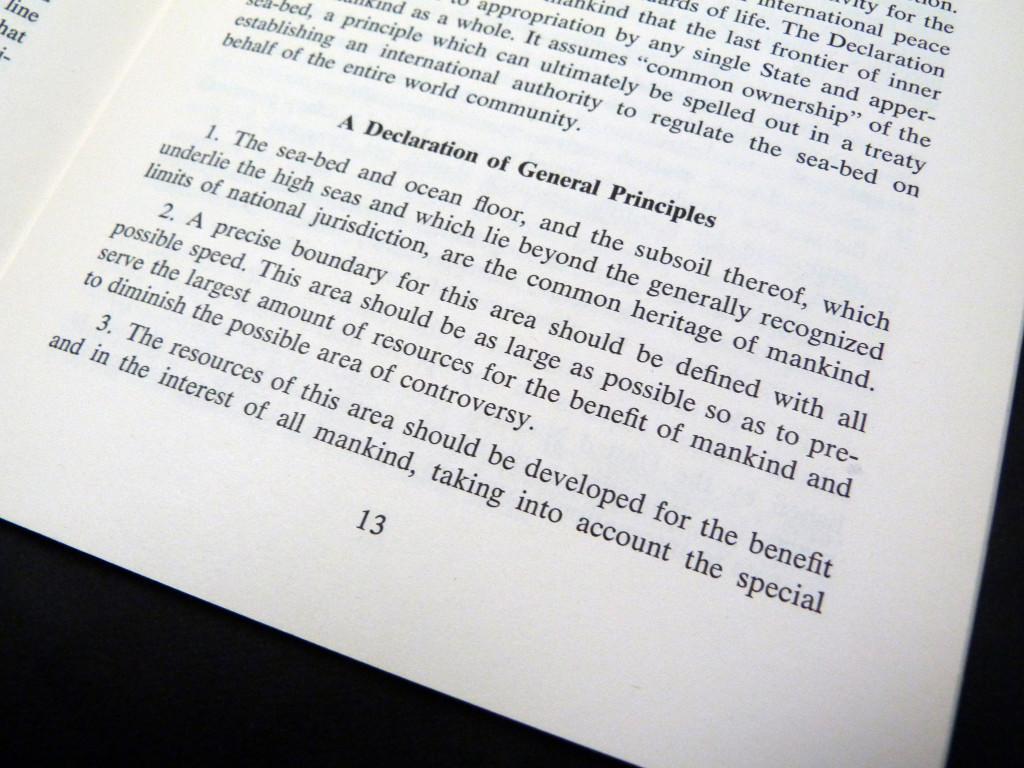 line
hat
i-
ivity for the
international peace
ards of life. The Declaration
mankind that the last frontier of inner
to appropriation by any single State and apper-
mankind as a whole. It assumes “common ownership” of the
sea-bed, a principle which can ultimately be spelled out in a treaty
establishing an international authority to regulate the sea-bed on
behalf of the entire world community.
A Declaration of General Principles
1. The sea-bed and ocean floor, and the subsoil thereof, which
underlie the high seas and which lie beyond the generally recognized
limits of national jurisdiction, are the common heritage of mankind.
2. A precise boundary for this area should be defined with all
possible speed. This area should be as large as possible so as to pre-
serve the largest amount of resources for the benefit of mankind and
to diminish the possible area of controversy.
3. The resources of this area should be developed for the benefit
and in the interest of all mankind, taking into account the special
13